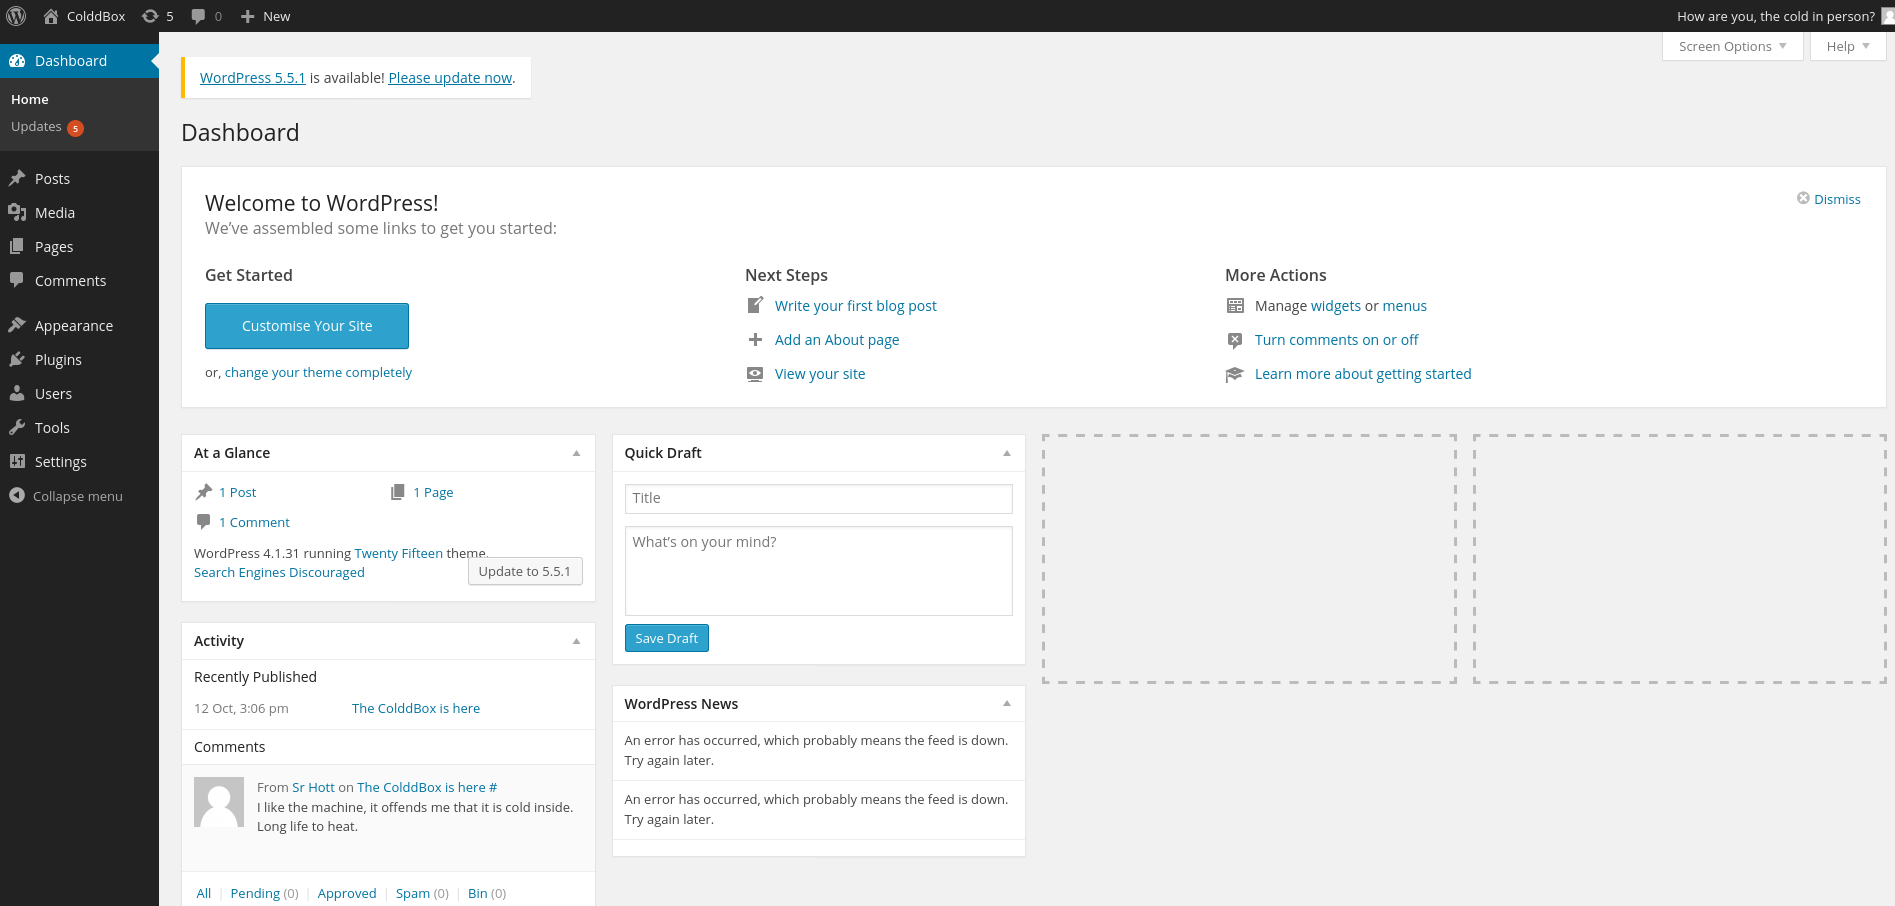 ColddBox 5 0 New How are you, the cold in person?
Screen Options Help
Dashboard
Home
Updates 5
Posts
Media
Pages
Comments
Appearance
Plugins
Users
Tools
Settings
Collapse menu
WordPress 5.5.1 is available! Please update now.
Dashboard
Welcome to WordPress!
Dismiss
We've assembled some links to get you started:
Get Started
Customise Your Site
or, change your theme completely
Next Steps
Write your first blog post
Add an About page
View your site
More Actions
Manage widgets or menus
Turn comments on or off
Learn more about getting started
At a Glance
1 Post 1 Page
1 Comment
WordPress 4.1.31 running Twenty Fifteen theme.
Search Engines Discouraged
Update to 5.5.1
Activity
Recently Published
12 Oct, 3:06 pm The ColddBox is here
Comments
From Sr Hott on The ColddBox is here #
I like the machine, it offends me that it is cold inside.
Long life to heat.
All | Pending (0) | Approved | Spam (0) | Bin (0)
Quick Draft
Title
What's on your mind?
Save Draft
WordPress News
An error has occurred, which probably means the feed is down.
Try again later.
An error has occurred, which probably means the feed is down.
Try again later.